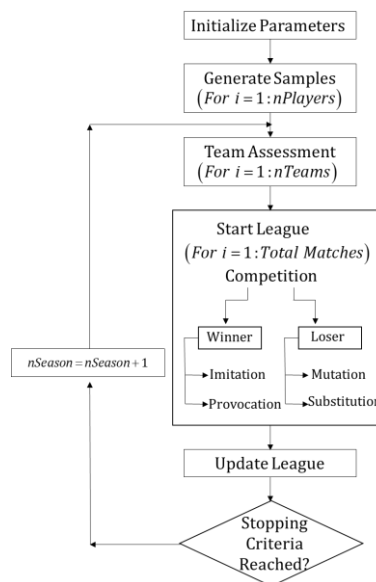 Initialize Parameters
Generate Samples
(For i = 1 : nPlayers)
Team Assessment
(For i = 1 : nTeams)
Start League
(For i = 1 : Total Matches)
Competition
Winner
Loser
Imitation
Mutation
Provocation
Substitution
nSeason = nSeason + 1
Update League
Stopping
Criteria
Reached?